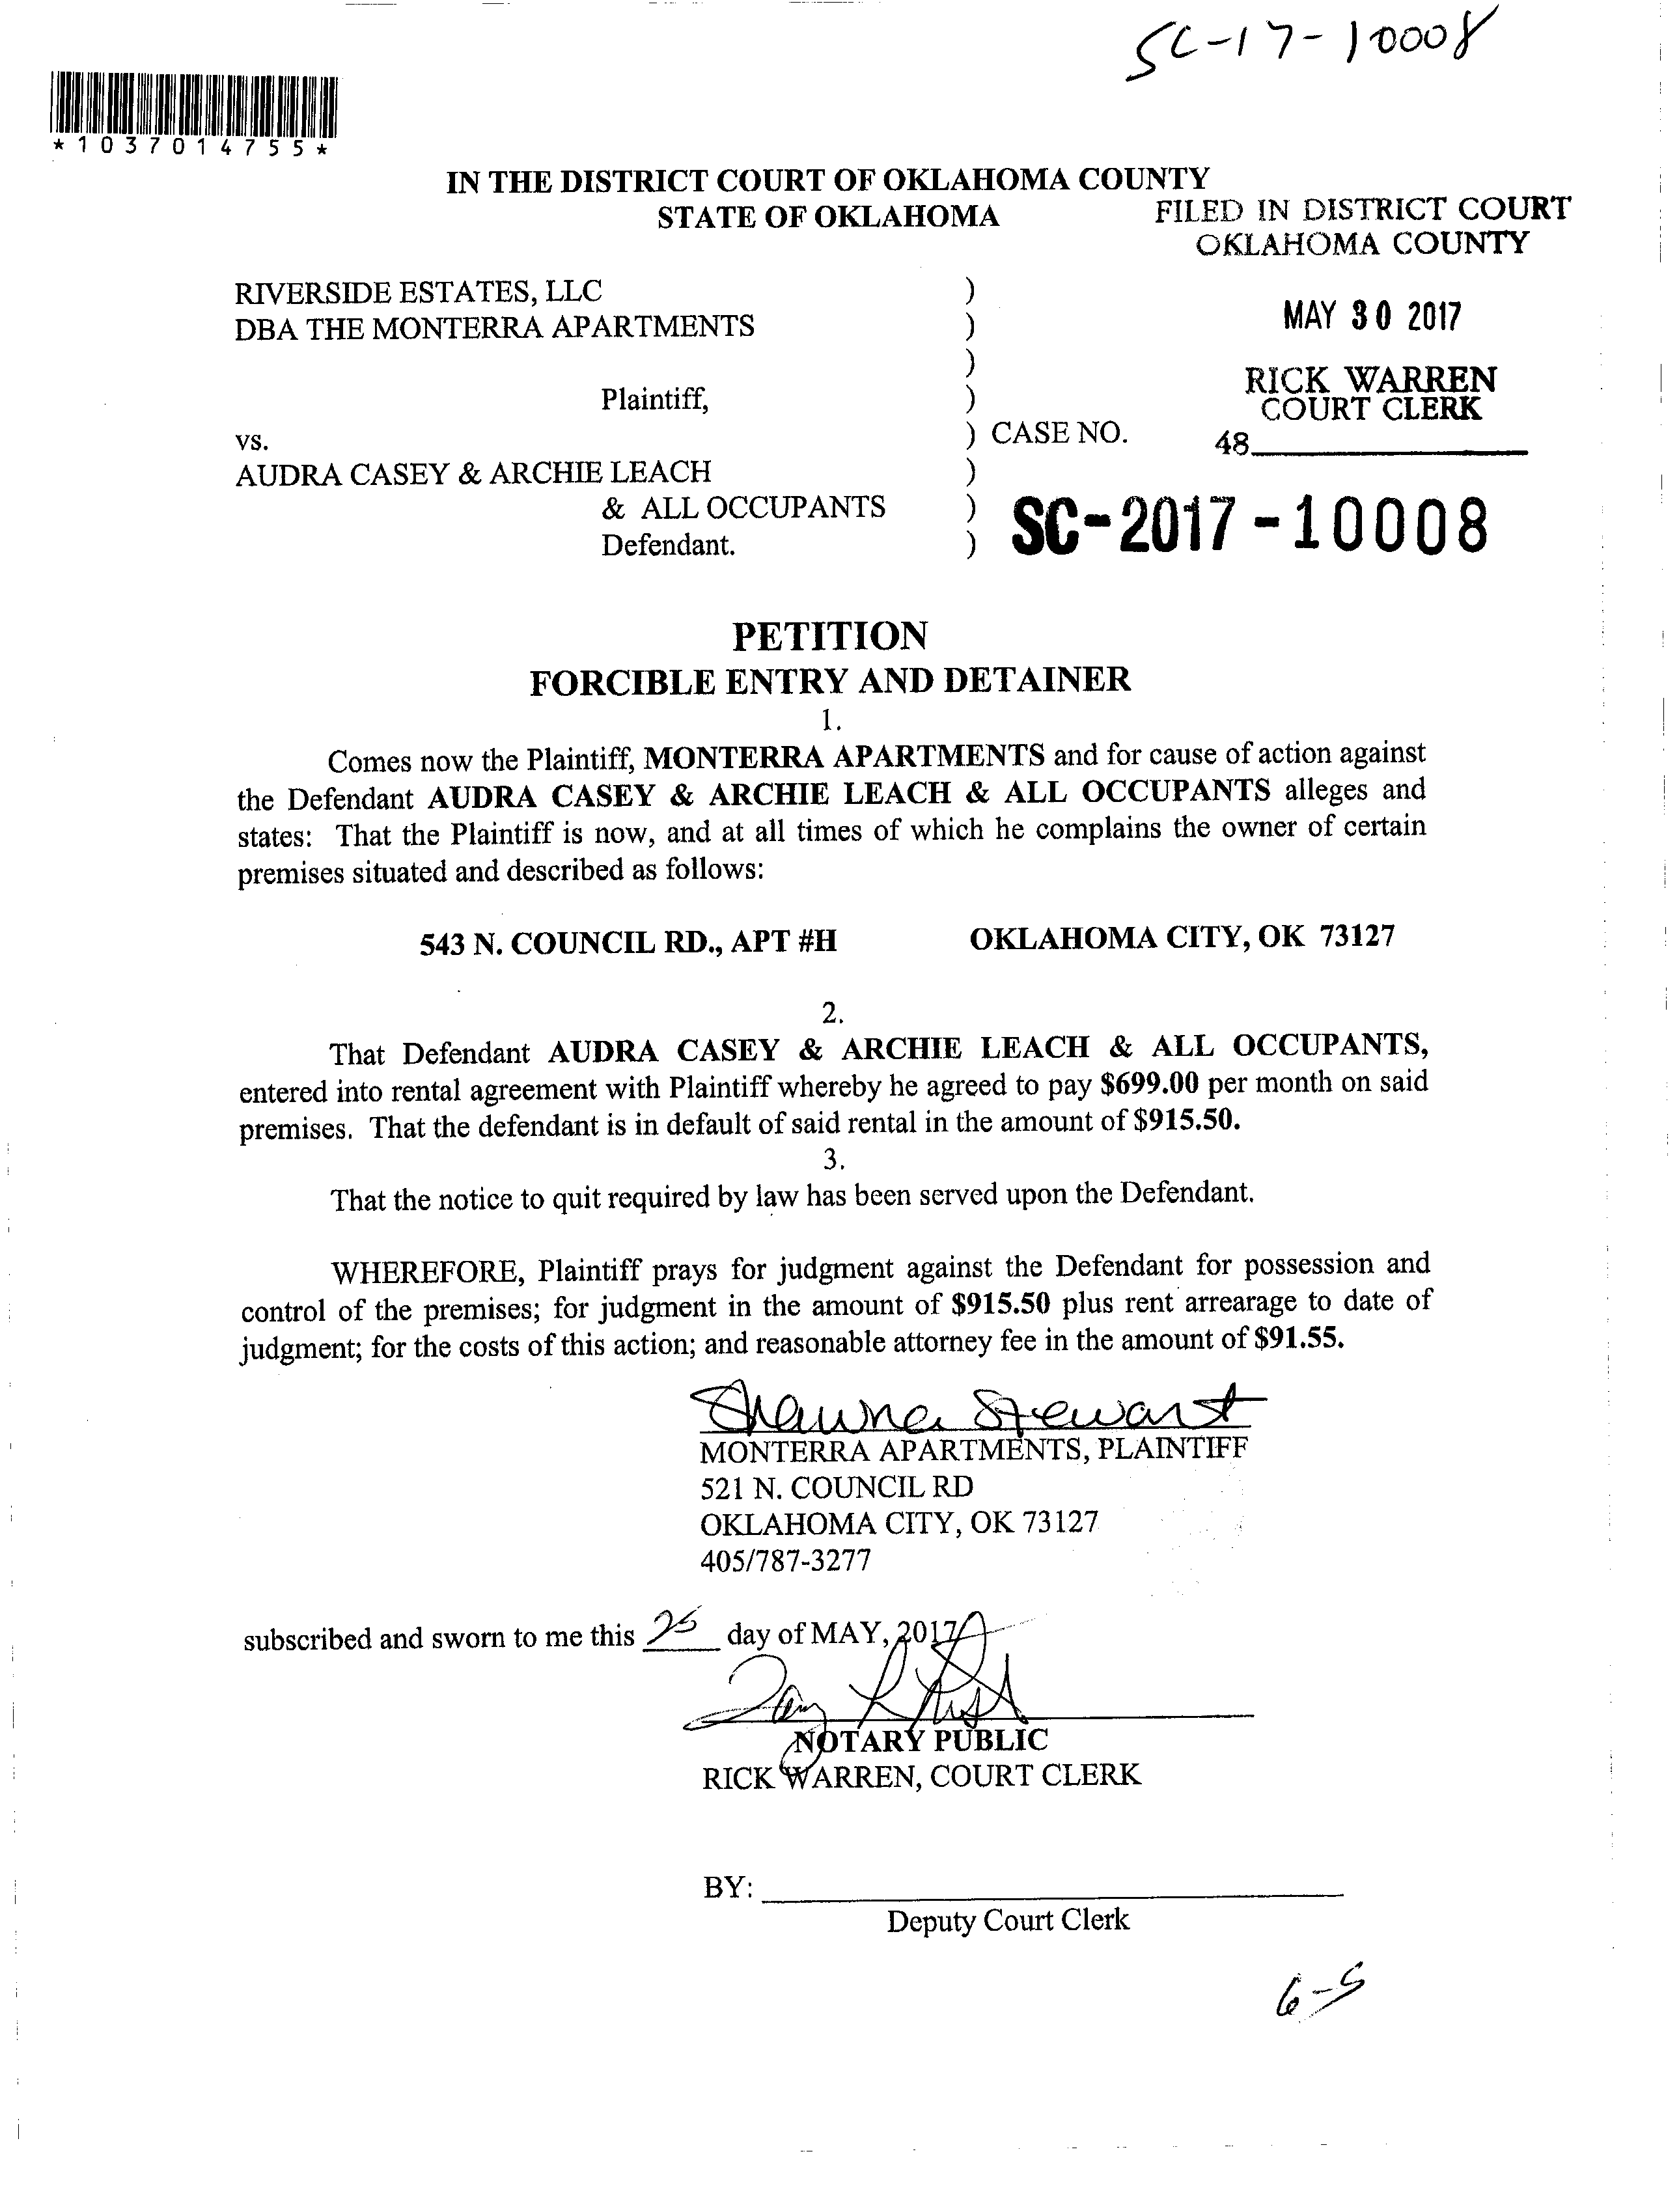 SC-17-10008
*1037014755*
IN THE DISTRICT COURT OF OKLAHOMA COUNTY
STATE OF OKLAHOMA
FILED IN DISTRICT COURT
OKLAHOMA COUNTY
RIVERSIDE ESTATES, LLC )
DBA THE MONTERRA APARTMENTS )
MAY 30 2017
)
RICK WARREN
COURT CLERK
Plaintiff, )
vs. ) CASE NO.
48
AUDRA CASEY & ARCHIE LEACH )
& ALL OCCUPANTS )
Defendant. )
SC-2017-10008
PETITION
FORCIBLE ENTRY AND DETAINER
1.
Comes now the Plaintiff, MONTERRA APARTMENTS and for cause of action against
the Defendant AUDRA CASEY & ARCHIE LEACH & ALL OCCUPANTS alleges and
states: That the Plaintiff is now, and at all times of which he complains the owner of certain
premises situated and described as follows:
543 N. COUNCIL RD., APT #H OKLAHOMA CITY, OK 73127
2.
That Defendant AUDRA CASEY & ARCHIE LEACH & ALL OCCUPANTS,
entered into rental agreement with Plaintiff whereby he agreed to pay $699.00 per month on said
premises. That the defendant is in default of said rental in the amount of $915.50.
3.
That the notice to quit required by law has been served upon the Defendant.
WHEREFORE, Plaintiff prays for judgment against the Defendant for possession and
control of the premises; for judgment in the amount of $915.50 plus rent arrearage to date of
judgment; for the costs of this action; and reasonable attorney fee in the amount of $91.55.
Shawna Stewart
MONTERRA APARTMENTS, PLAINTIFF
521 N. COUNCIL RD
OKLAHOMA CITY, OK 73127
405/787-3277
subscribed and sworn to me this 25 day of MAY, 2017
NOTARY PUBLIC
RICK WARREN, COURT CLERK
BY:
Deputy Court Clerk
6-5